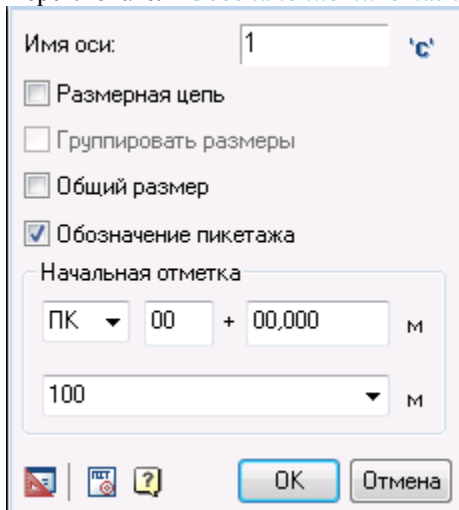 Имя оси: 1 'c'
Размерная цепь
Группировать размеры
Общий размер
Обозначение пикетажа
Начальная отметка
ПК 00 + 00,000 м
100 м
? OK Отмена